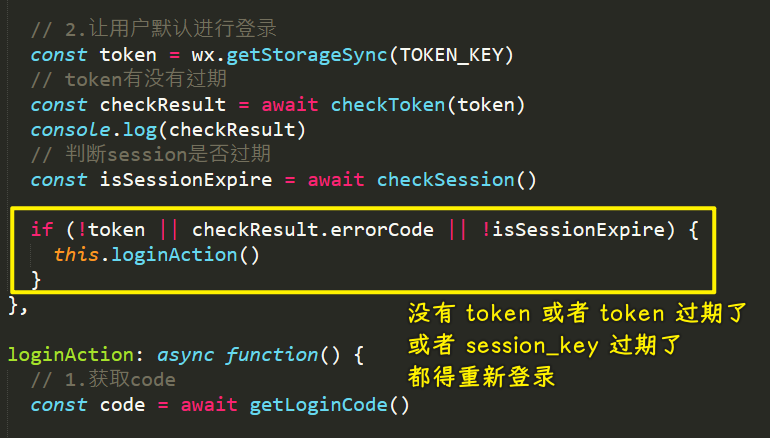 // 2.让用户默认进行登录
const token = wx.getStorageSync(TOKEN_KEY)
// token有没有过期
const checkResult = await checkToken(token)
console.log(checkResult)
// 判断session是否过期
const isSessionExpire = await checkSession()
if (!token || checkResult.errorCode || !isSessionExpire) {
this.loginAction()
}
},
没有 token 或者 token 过期了
或者 session_key 过期了
都得重新登录
loginAction: async function() {
// 1.获取code
const code = await getLoginCode()